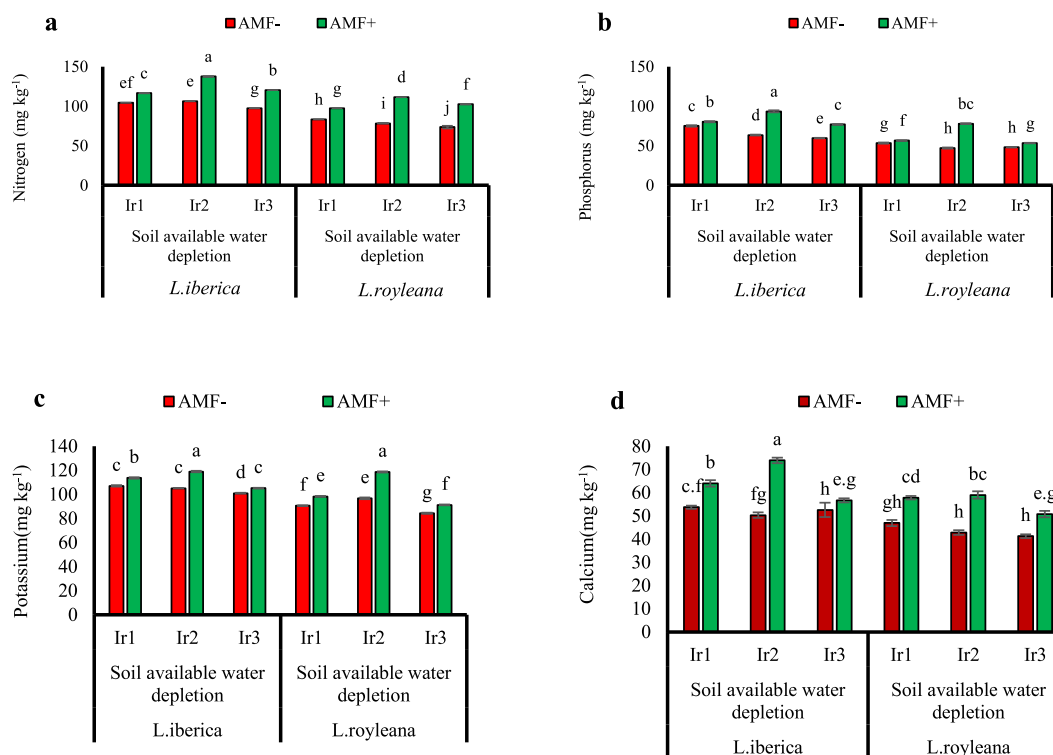 a
AMF- AMF+
Nitrogen (mg kg-1)
150
100
50
0
ef c e a g b h g i d j f
Ir1 Ir2 Ir3 Ir1 Ir2 Ir3
Soil available water depletion
Soil available water depletion
L.iberica L.royleana
b
AMF- AMF+
Phosphorus (mg kg-1)
150
100
50
0
c b d a e c g f h bc h g
Ir1 Ir2 Ir3 Ir1 Ir2 Ir3
Soil available water depletion
Soil available water depletion
L.iberica L.royleana
c
AMF- AMF+
Potassium(mg kg-1)
140
120
100
80
60
40
20
0
c b c a d c f e e a g f
Ir1 Ir2 Ir3 Ir1 Ir2 Ir3
Soil available water depletion
Soil available water depletion
L.iberica L.royleana
d
AMF- AMF+
Calcium(mg kg-1)
80
70
60
50
40
30
20
10
0
c.f b fg a h e.g gh cd h bc h e.g
Ir1 Ir2 Ir3 Ir1 Ir2 Ir3
Soil available water depletion
Soil available water depletion
L.iberica L.royleana